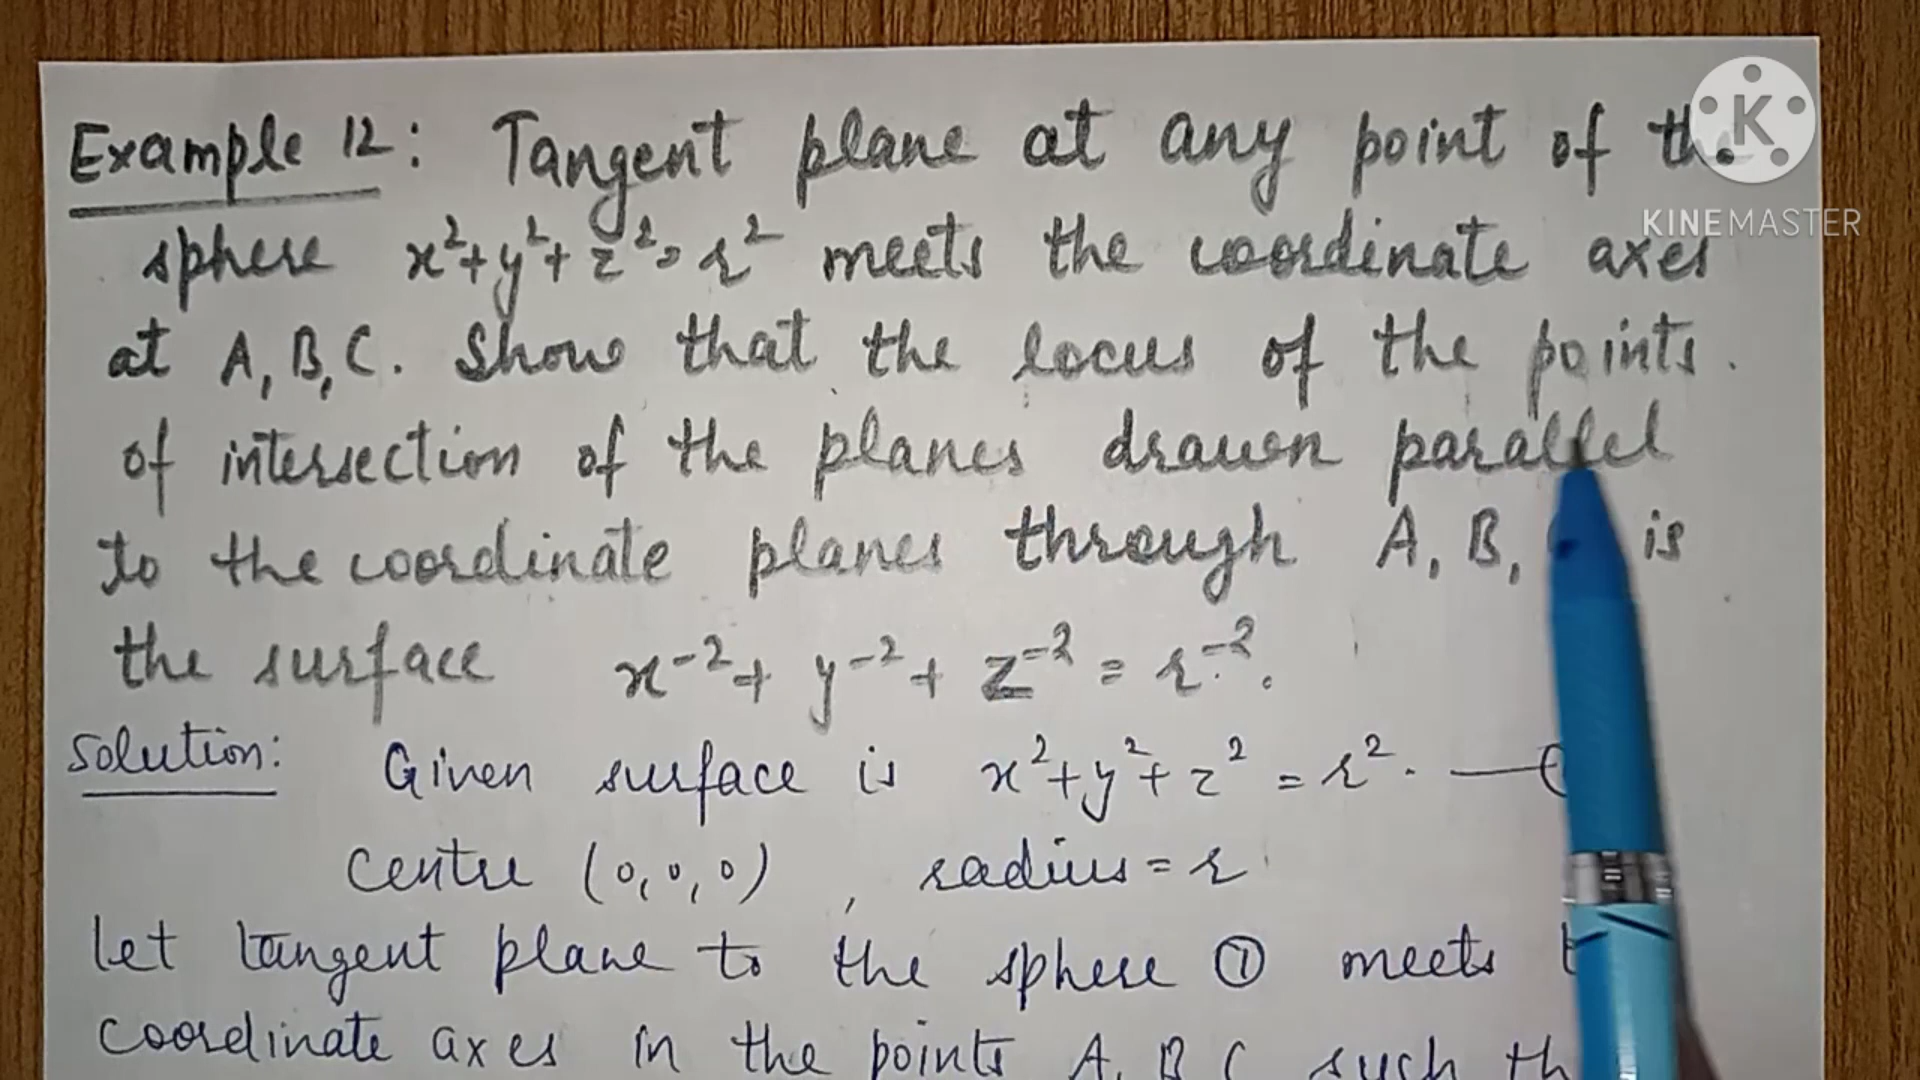 Example 12: Tangent plane at any point of the
sphere x²+y²+z²=r² meets the coordinate axes
at A, B, C. Show that the locus of the points
of intersection of the planes drawn parallel
to the coordinate planes through A, B, is
the surface x⁻²+ y⁻²+ z⁻² = r⁻².
Solution: Given surface is x²+y²+z² = r².
Centre (0,0,0), radius = r
Let tangent plane to the sphere ① meets
coordinate axes in the points A, B, C such
K
KINEMASTER